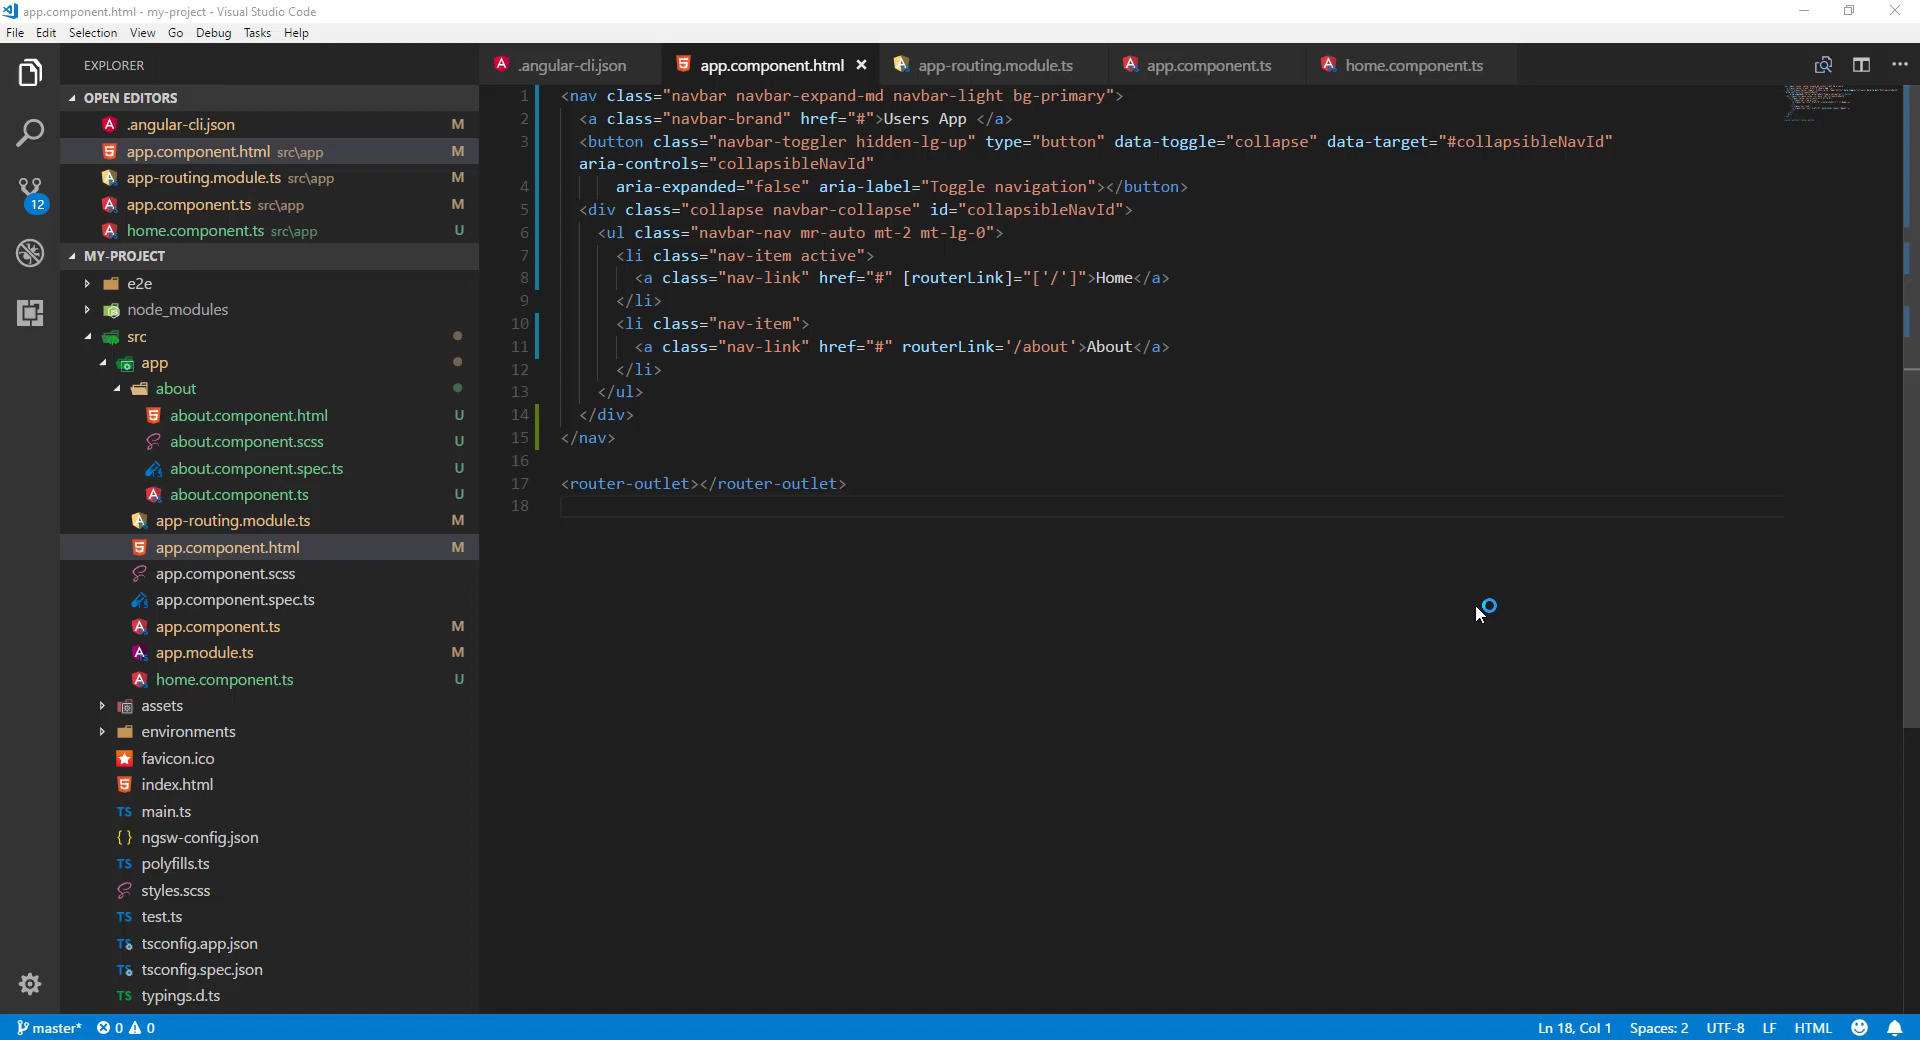 app.component.html - my-project - Visual Studio Code
File Edit Selection View Go Debug Tasks Help
EXPLORER
OPEN EDITORS
.angular-cli.json M
app.component.html src\app M
app-routing.module.ts src\app M
app.component.ts src\app M
home.component.ts src\app U
12
MY-PROJECT
e2e
node_modules
src
app
about
about.component.html U
about.component.scss U
about.component.spec.ts U
about.component.ts U
app-routing.module.ts M
app.component.html M
app.component.scss
app.component.spec.ts
app.component.ts M
app.module.ts M
home.component.ts U
assets
environments
favicon.ico
index.html
TS main.ts
{ } ngsw-config.json
TS polyfills.ts
styles.scss
TS test.ts
TS tsconfig.app.json
TS tsconfig.spec.json
TS typings.d.ts
.angular-cli.json app.component.html app-routing.module.ts app.component.ts home.component.ts
1 <nav class="navbar navbar-expand-md navbar-light bg-primary">
2 <a class="navbar-brand" href="#">Users App </a>
3 <button class="navbar-toggler hidden-lg-up" type="button" data-toggle="collapse" data-target="#collapsibleNavId"
aria-controls="collapsibleNavId"
4 aria-expanded="false" aria-label="Toggle navigation"></button>
5 <div class="collapse navbar-collapse" id="collapsibleNavId">
6 <ul class="navbar-nav mr-auto mt-2 mt-lg-0">
7 <li class="nav-item active">
8 <a class="nav-link" href="#" [routerLink]="['/']">Home</a>
9 </li>
10 <li class="nav-item">
11 <a class="nav-link" href="#" routerLink='/about'>About</a>
12 </li>
13 </ul>
14 </div>
15 </nav>
16
17 <router-outlet></router-outlet>
18
master* 0 0 Ln 18, Col 1 Spaces: 2 UTF-8 LF HTML